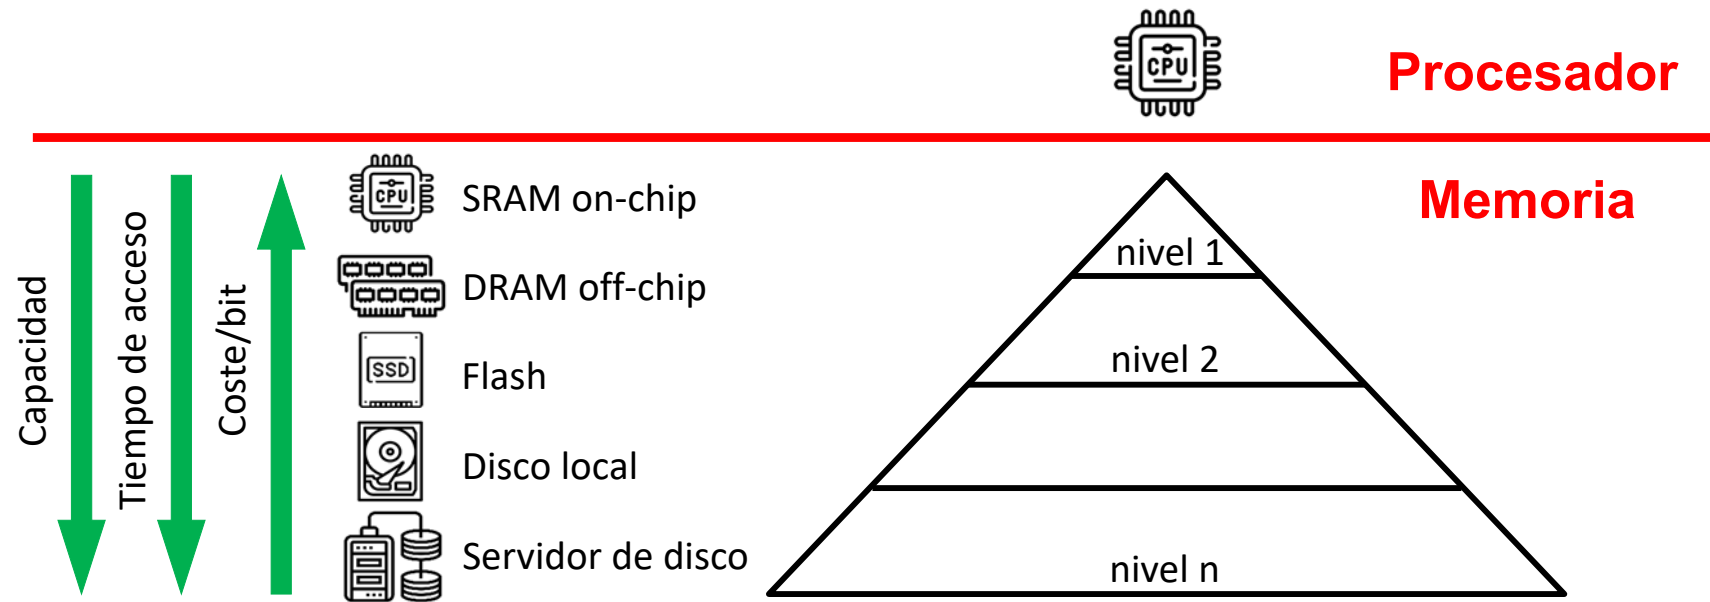 CPU
Procesador
Capacidad
Tiempo de acceso
Coste/bit
CPU
SRAM on-chip
DRAM off-chip
SSD
Flash
Disco local
Servidor de disco
Memoria
nivel 1
nivel 2
nivel n